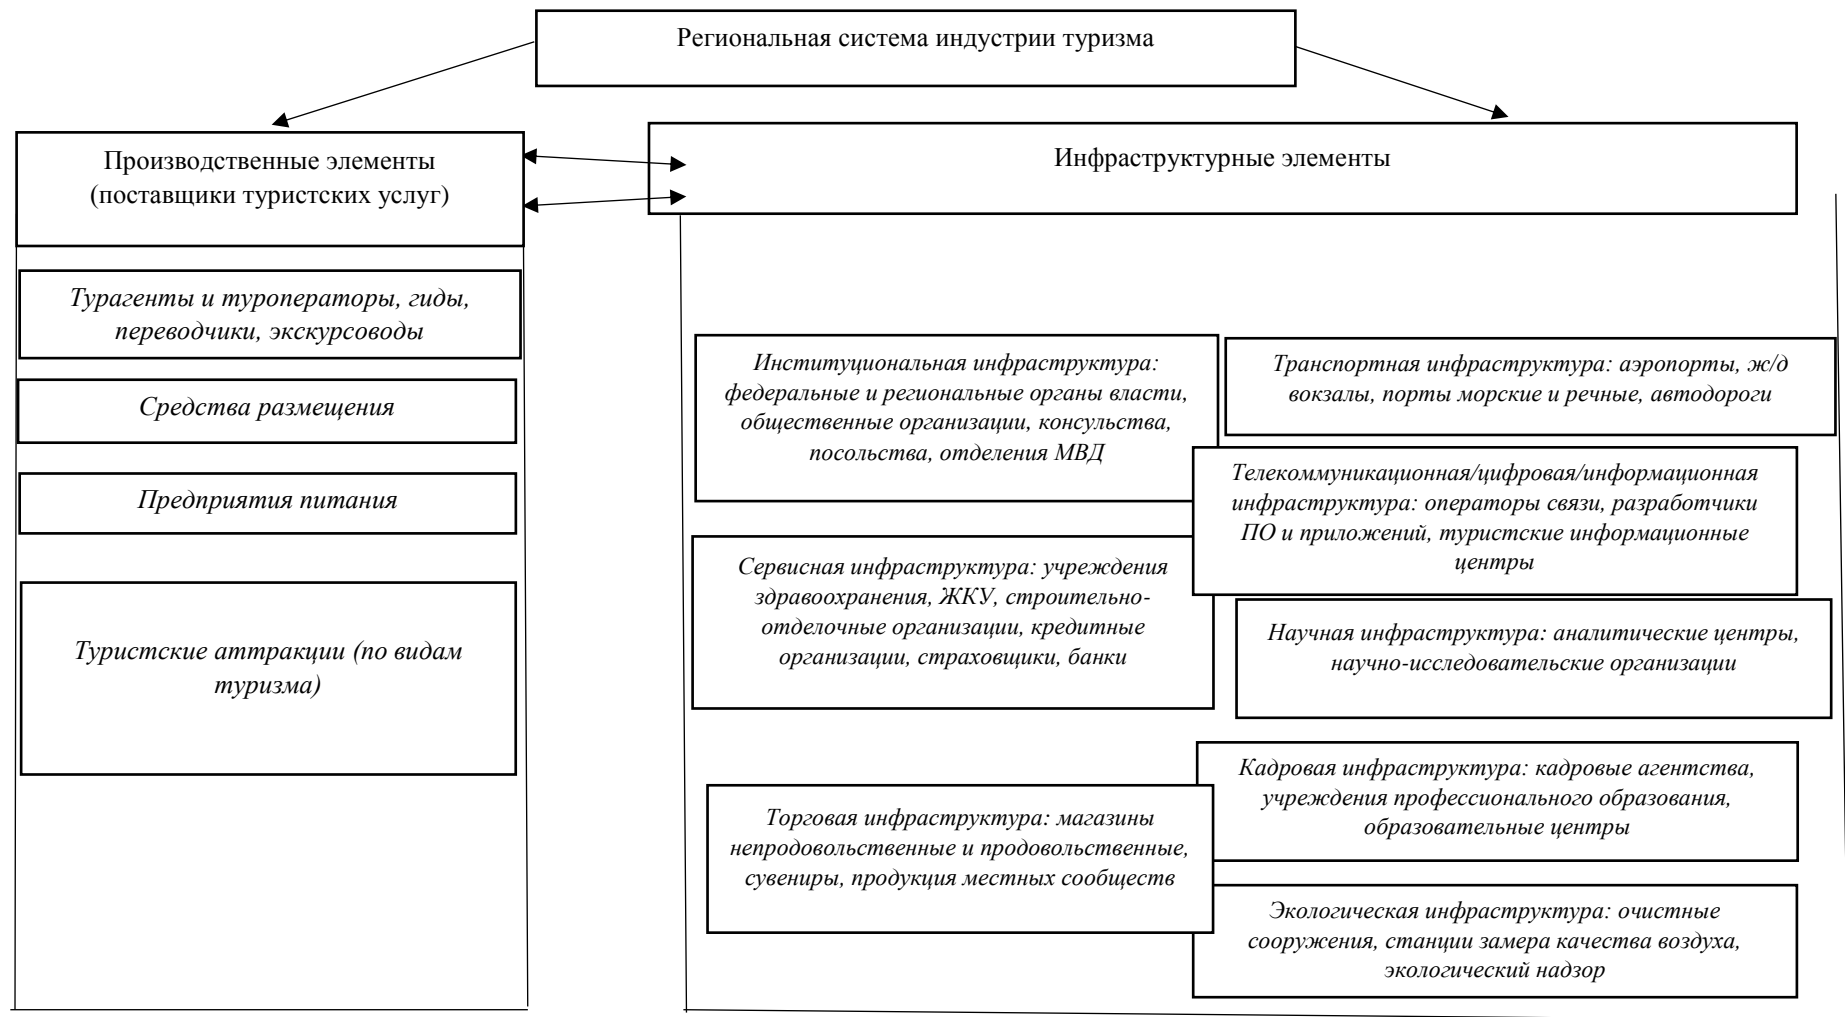 Региональная система индустрии туризма
Производственные элементы
(поставщики туристских услуг)
Инфраструктурные элементы
Турагенты и туроператоры, гиды,
переводчики, экскурсоводы
Средства размещения
Предприятия питания
Туристские аттракции (по видам
туризма)
Институциональная инфраструктура:
федеральные и региональные органы власти,
общественные организации, консульства,
посольства, отделения МВД
Транспортная инфраструктура: аэропорты, ж/д
вокзалы, порты морские и речные, автодороги
Телекоммуникационная/цифровая/информационная
инфраструктура: операторы связи, разработчики
ПО и приложений, туристские информационные
центры
Сервисная инфраструктура: учреждения
здравоохранения, ЖКУ, строительно-
отделочные организации, кредитные
организации, страховщики, банки
Научная инфраструктура: аналитические центры,
научно-исследовательские организации
Кадровая инфраструктура: кадровые агентства,
учреждения профессионального образования,
образовательные центры
Торговая инфраструктура: магазины
непродовольственные и продовольственные,
сувениры, продукция местных сообществ
Экологическая инфраструктура: очистные
сооружения, станции замера качества воздуха,
экологический надзор